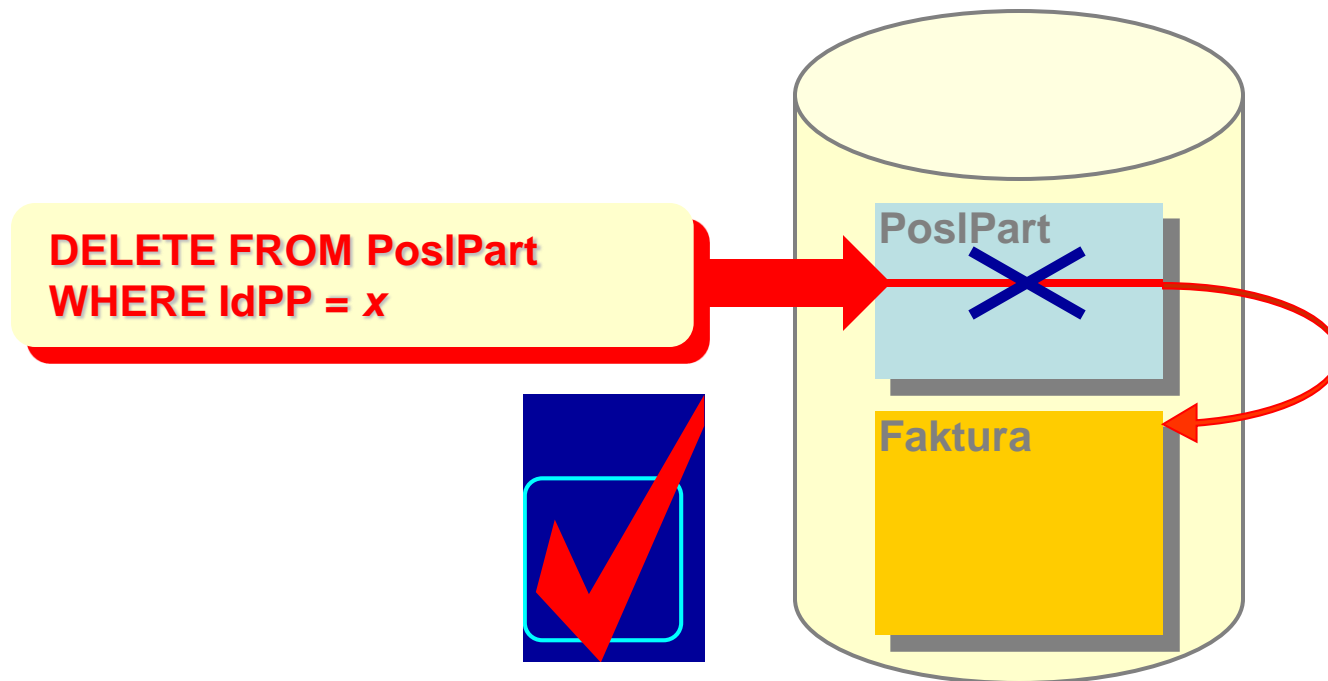 DELETE FROM PoslPart
WHERE IdPP = x
PoslPart
Faktura